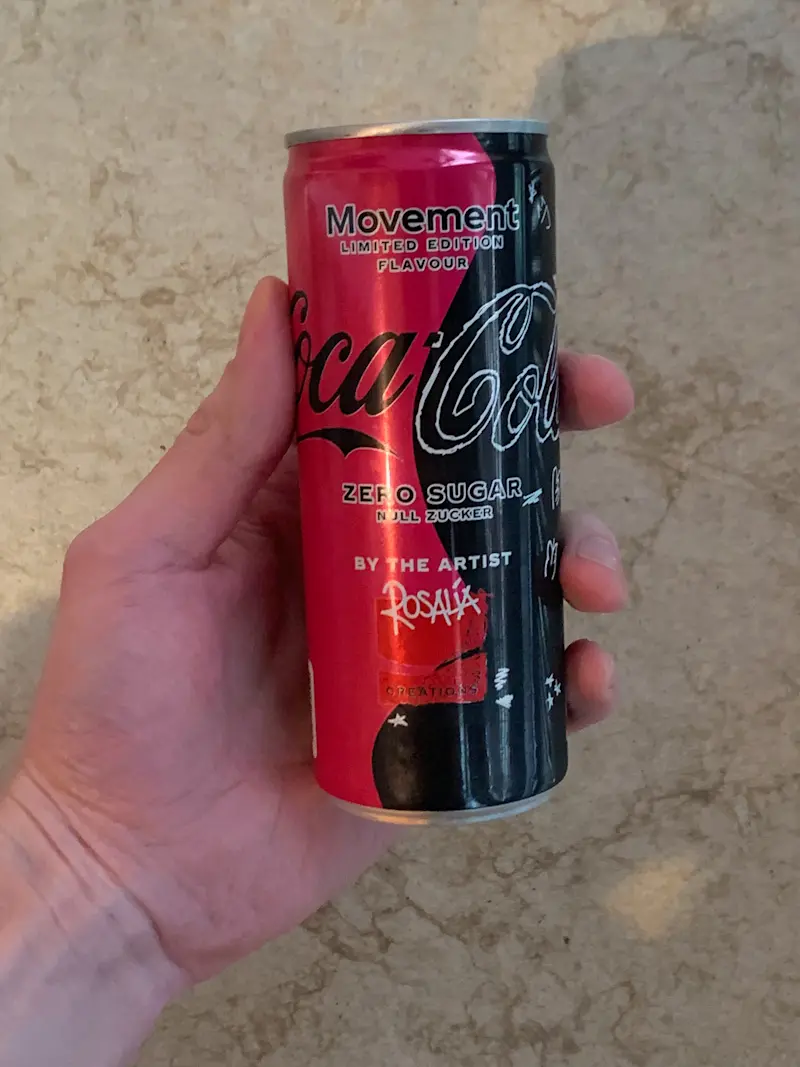 Movement
LIMITED EDITION
FLAVOUR
Coca-Cola
ZERO SUGAR
NULL ZUCKER
BY THE ARTIST
ROSALÍA
CREATIONS